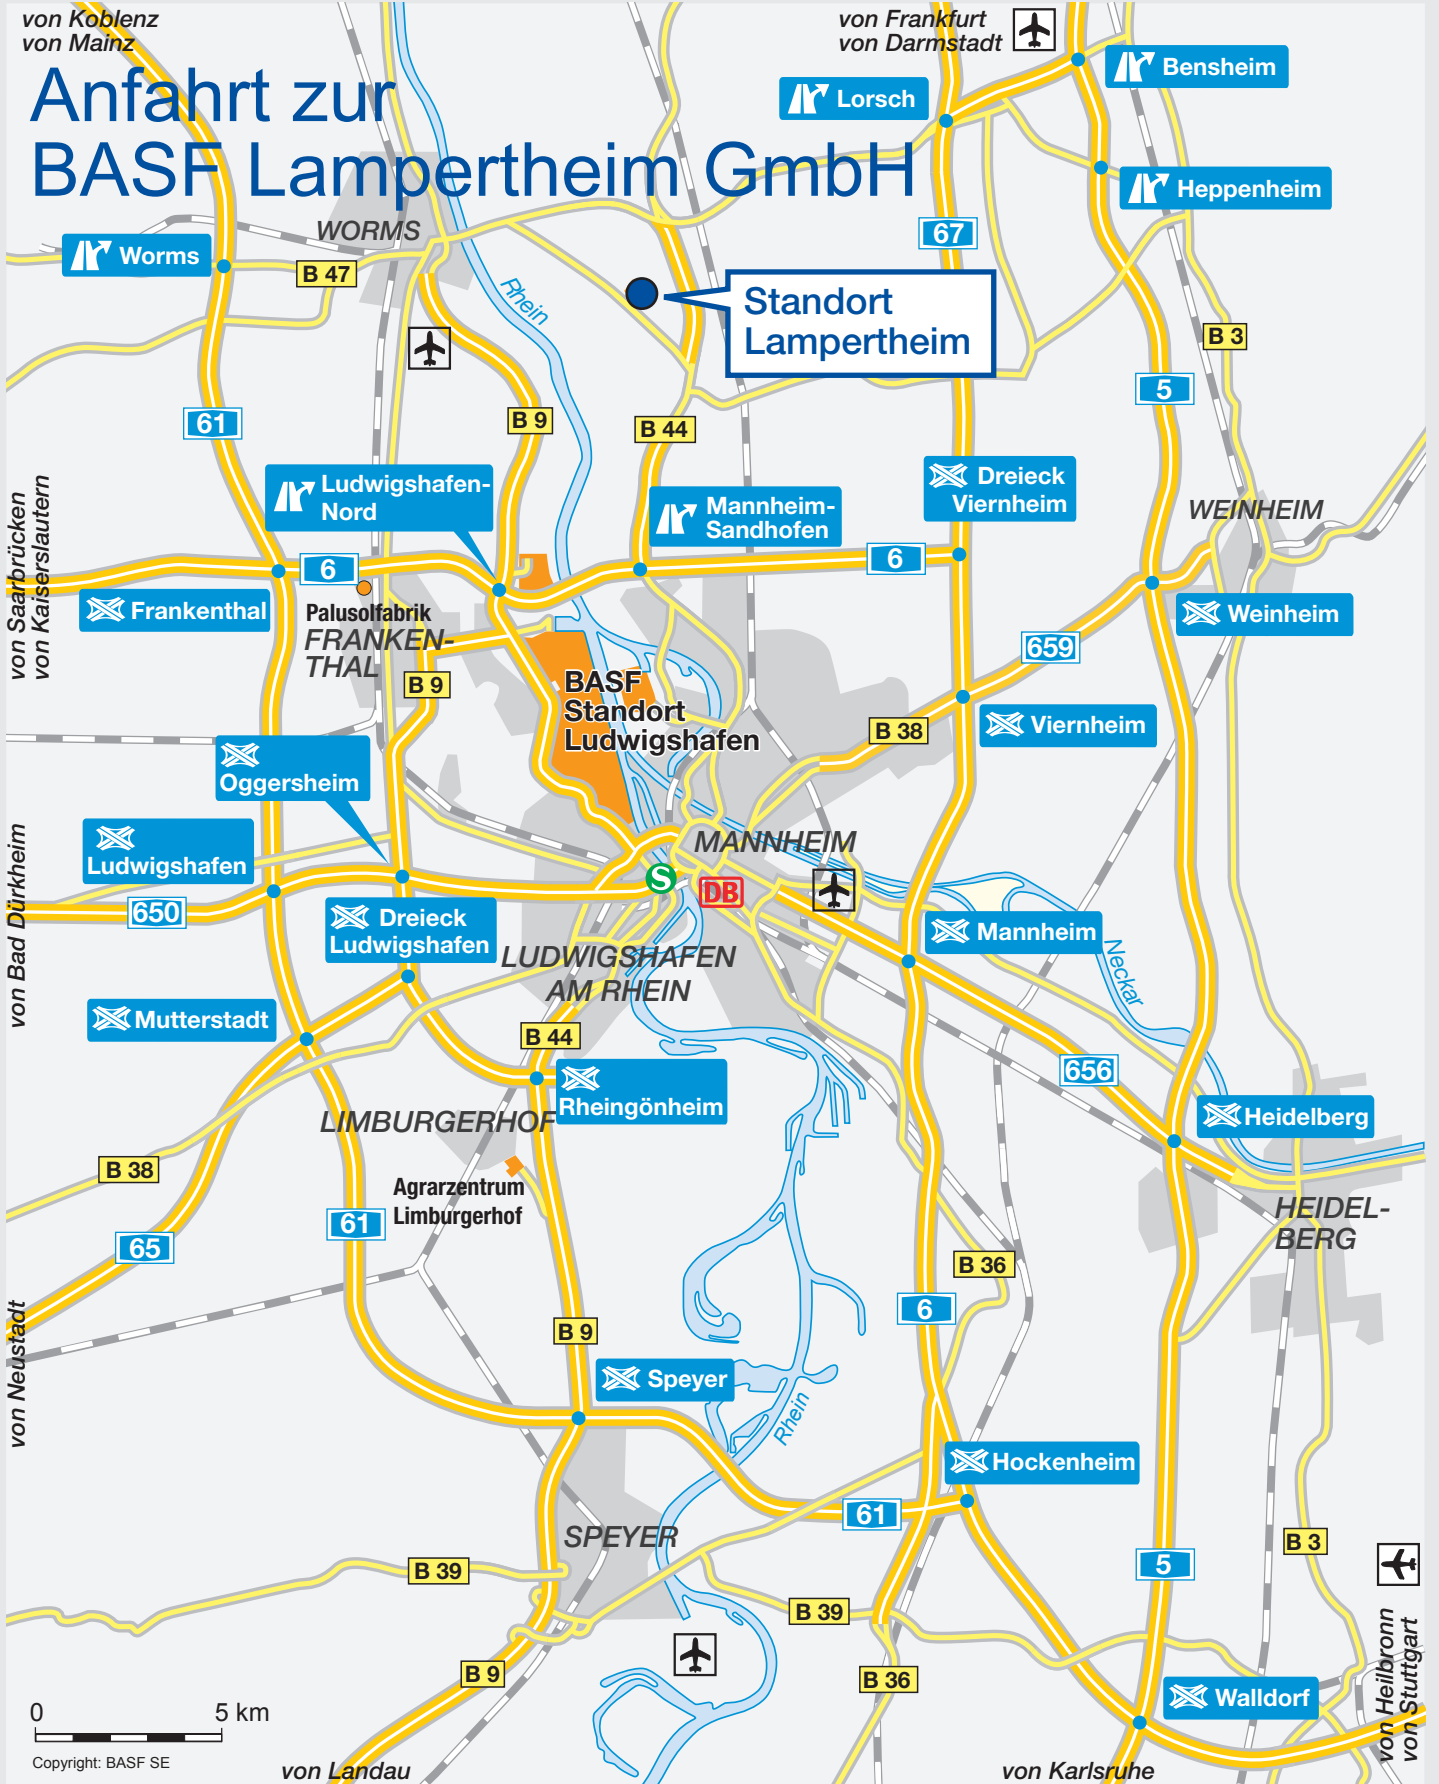 von Koblenz
von Mainz
von Frankfurt
von Darmstadt
Anfahrt zur
BASF Lampertheim GmbH
Bensheim
Lorsch
Heppenheim
WORMS
67
Worms
B 47
Rhein
Standort
Lampertheim
B 3
5
61
B 9
B 44
Ludwigshafen-
Nord
Mannheim-
Sandhofen
Dreieck
Viernheim
WEINHEIM
von Saarbrücken
von Kaiserslautern
6
6
Frankenthal
Palusolfabrik
FRANKEN-
THAL
Weinheim
659
B 9
BASF
Standort
Ludwigshafen
B 38
Viernheim
Oggersheim
Ludwigshafen
MANNHEIM
S
DB
650
von Bad Dürkheim
Dreieck
Ludwigshafen
Mannheim
LUDWIGSHAFEN
AM RHEIN
Neckar
Mutterstadt
B 44
656
Rheingönheim
LIMBURGERHOF
Heidelberg
B 38
Agrarzentrum
Limburgerhof
61
65
HEIDEL-
BERG
B 36
6
von Neustadt
B 9
Speyer
Rhein
Hockenheim
61
SPEYER
B 3
5
B 39
B 39
B 9
B 36
Walldorf
von Heilbronn
von Stuttgart
0 5 km
Copyright: BASF SE
von Landau
von Karlsruhe